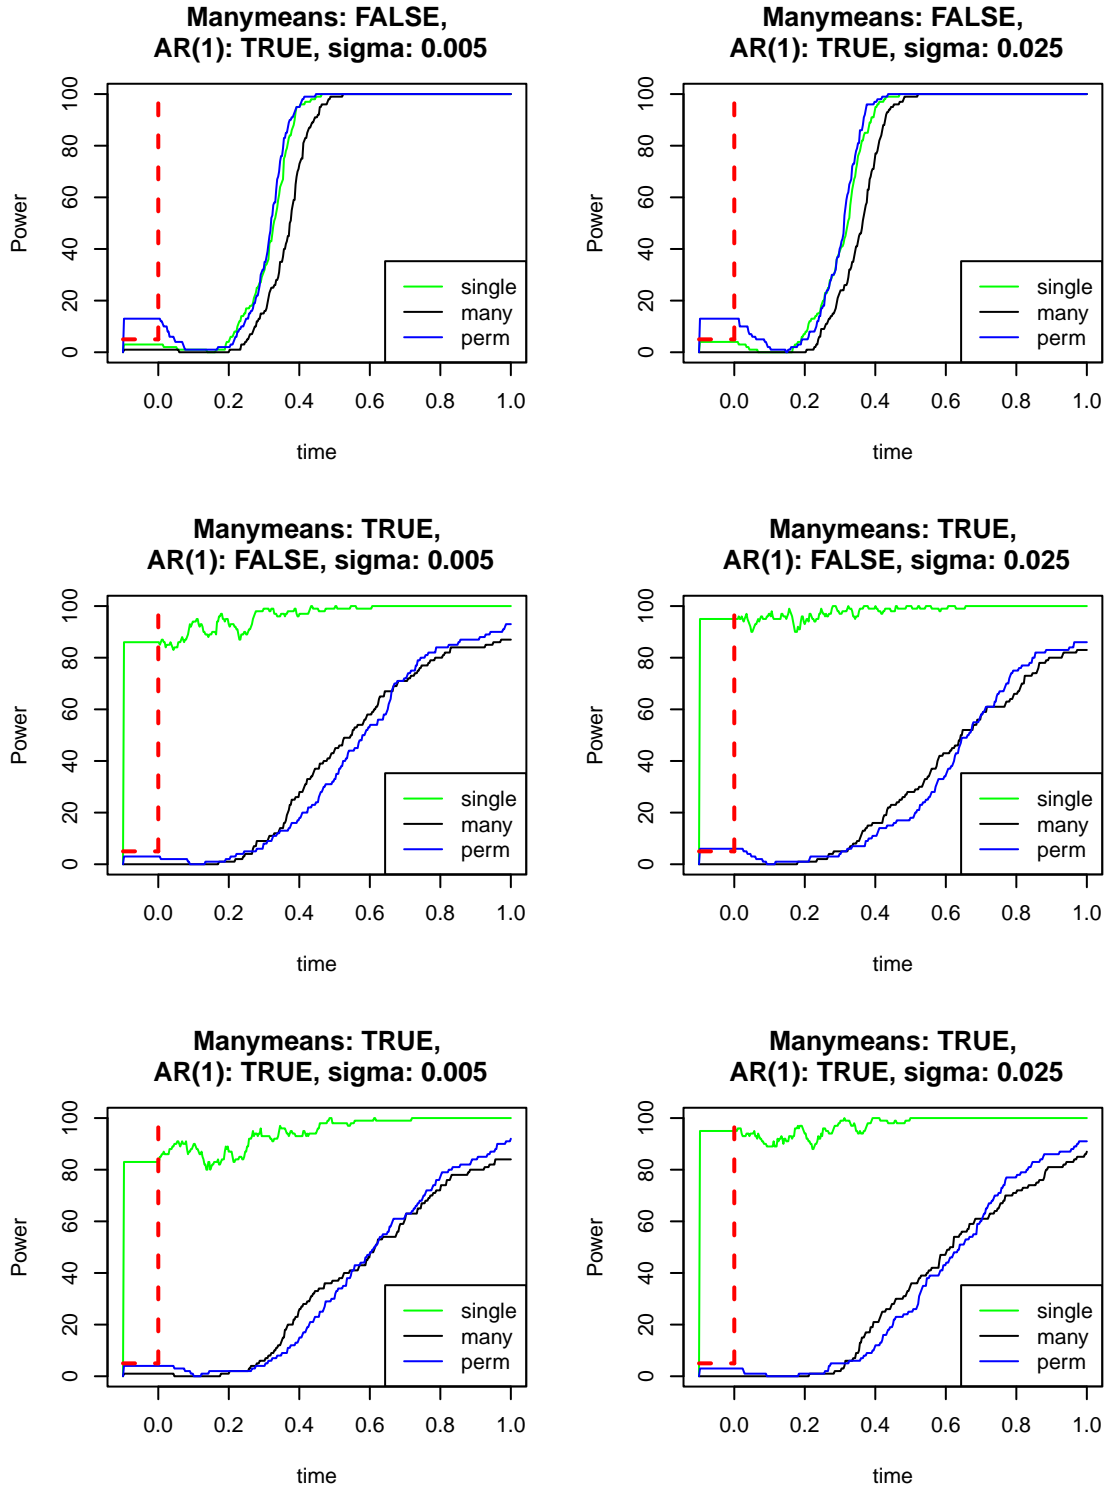 Manymeans: FALSE,
AR(1): TRUE, sigma: 0.005
Power
0 20 40 60 80 100
single
many
perm
0.0 0.2 0.4 0.6 0.8 1.0
time
Manymeans: FALSE,
AR(1): TRUE, sigma: 0.025
Power
0 20 40 60 80 100
single
many
perm
0.0 0.2 0.4 0.6 0.8 1.0
time
Manymeans: TRUE,
AR(1): FALSE, sigma: 0.005
Power
0 20 40 60 80 100
single
many
perm
0.0 0.2 0.4 0.6 0.8 1.0
time
Manymeans: TRUE,
AR(1): FALSE, sigma: 0.025
Power
0 20 40 60 80 100
single
many
perm
0.0 0.2 0.4 0.6 0.8 1.0
time
Manymeans: TRUE,
AR(1): TRUE, sigma: 0.005
Power
0 20 40 60 80 100
single
many
perm
0.0 0.2 0.4 0.6 0.8 1.0
time
Manymeans: TRUE,
AR(1): TRUE, sigma: 0.025
Power
0 20 40 60 80 100
single
many
perm
0.0 0.2 0.4 0.6 0.8 1.0
time